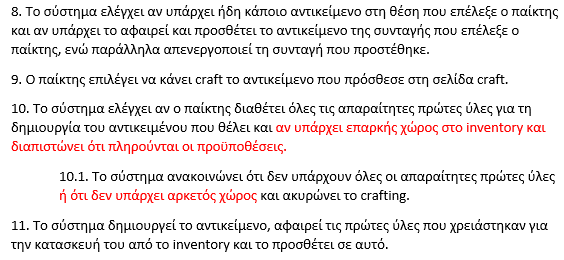 8. Το σύστημα ελέγχει αν υπάρχει ήδη κάποιο αντικείμενο στη θέση που επέλεξε ο παίκτης
και αν υπάρχει το αφαιρεί και προσθέτει το αντικείμενο της συνταγής που επέλεξε ο
παίκτης, ενώ παράλληλα απενεργοποιεί τη συνταγή που προστέθηκε.
9. Ο παίκτης επιλέγει να κάνει craft το αντικείμενο που πρόσθεσε στη σελίδα craft.
10. Το σύστημα ελέγχει αν ο παίκτης διαθέτει όλες τις απαραίτητες πρώτες ύλες για τη
δημιουργία του αντικειμένου που θέλει και αν υπάρχει επαρκής χώρος στο inventory και
διαπιστώνει ότι πληρούνται οι προϋποθέσεις.
10.1. Το σύστημα ανακοινώνει ότι δεν υπάρχουν όλες οι απαραίτητες πρώτες ύλες
ή ότι δεν υπάρχει αρκετός χώρος και ακυρώνει το crafting.
11. Το σύστημα δημιουργεί το αντικείμενο, αφαιρεί τις πρώτες ύλες που χρειάστηκαν για
την κατασκευή του από το inventory και το προσθέτει σε αυτό.